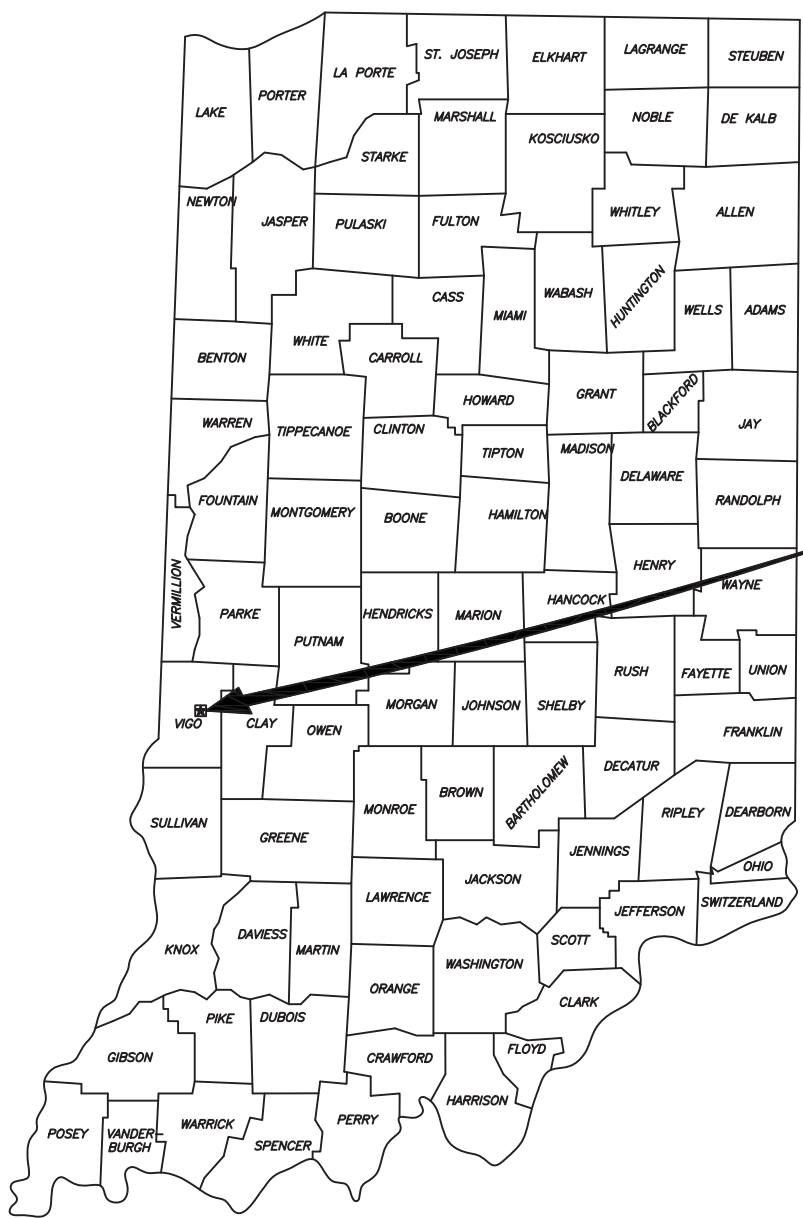 ST. JOSEPH
LAGRANGE
STEUBEN
ELKHART
LA PORTE
PORTER
LAKE
MARSHALL
NOBLE
DE KALB
KOSCIUSKO
STARKE
NEWTON
JASPER
PULASKI
FULTON
WHITLEY
ALLEN
CASS
WABASH
HUNTINGTON
MIAMI
WELLS
ADAMS
WHITE
BENTON
CARROLL
HOWARD
GRANT
BLACKFORD
JAY
WARREN
TIPPECANOE
CLINTON
TIPTON
MADISON
DELAWARE
FOUNTAIN
RANDOLPH
MONTGOMERY
BOONE
HAMILTON
HENRY
WAYNE
VERMILLION
PARKE
PUTNAM
HENDRICKS
MARION
HANCOCK
RUSH
FAYETTE
UNION
MORGAN
JOHNSON
SHELBY
VIGO
CLAY
OWEN
FRANKLIN
DECATUR
MONROE
BROWN
BARTHOLOMEW
RIPLEY
DEARBORN
SULLIVAN
GREENE
JENNINGS
OHIO
JACKSON
LAWRENCE
JEFFERSON
SWITZERLAND
KNOX
DAVIESS
MARTIN
WASHINGTON
SCOTT
ORANGE
CLARK
PIKE
DUBOIS
GIBSON
CRAWFORD
FLOYD
HARRISON
POSEY
VANDER-
BURGH
WARRICK
SPENCER
PERRY